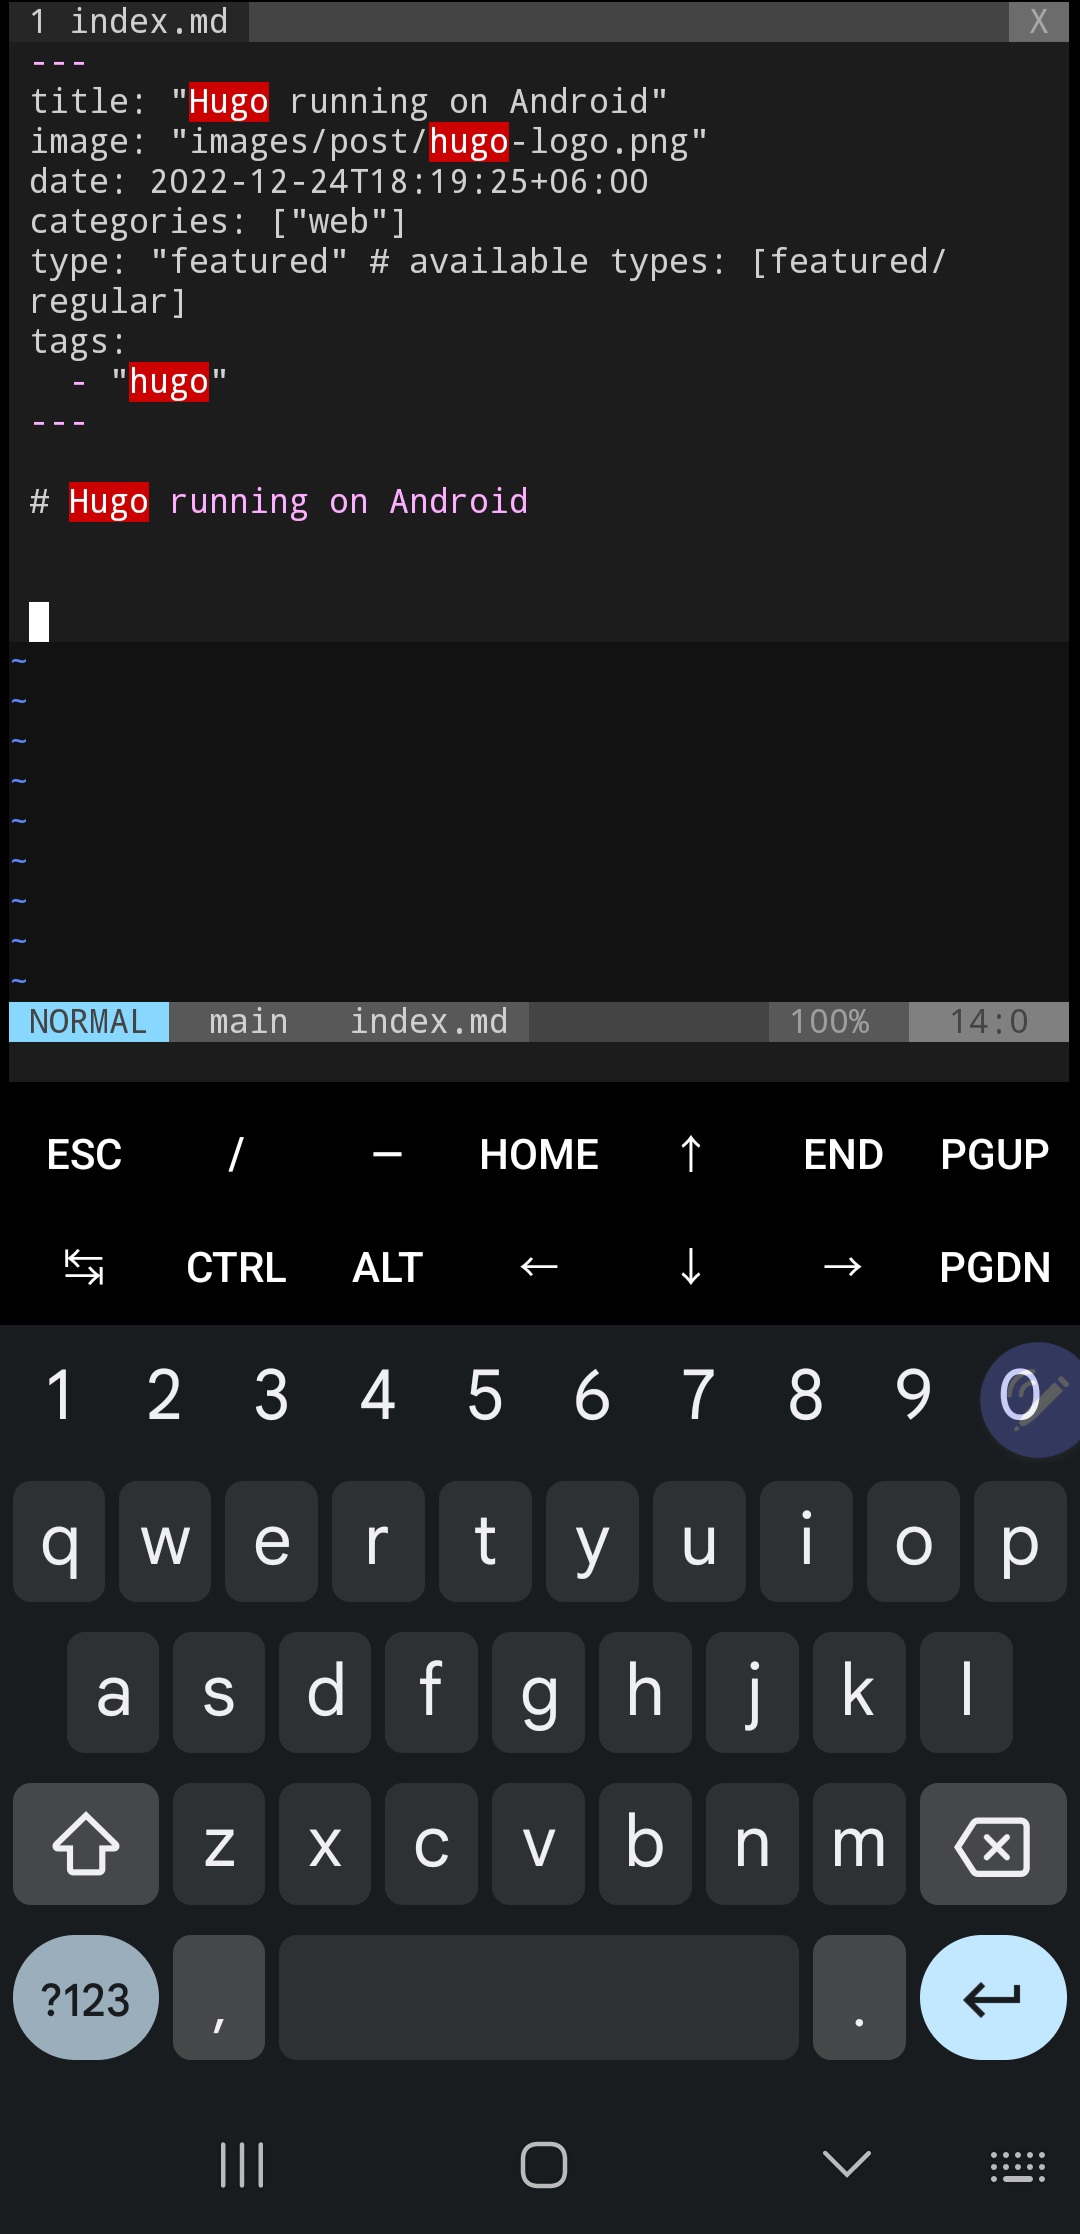 1 index.md X
---
title: "Hugo running on Android"
image: "images/post/hugo-logo.png"
date: 2022-12-24T18:19:25+06:00
categories: ["web"]
type: "featured" # available types: [featured/
regular]
tags:
  - "hugo"
---
# Hugo running on Android
~
~
~
~
~
~
~
~
~
NORMAL main index.md 100% 14:0
ESC / — HOME ↑ END PGUP
↹ CTRL ALT ← ↓ → PGDN
1 2 3 4 5 6 7 8 9 0
q w e r t y u i o p
a s d f g h j k l
z x c v b n m
?123 , .